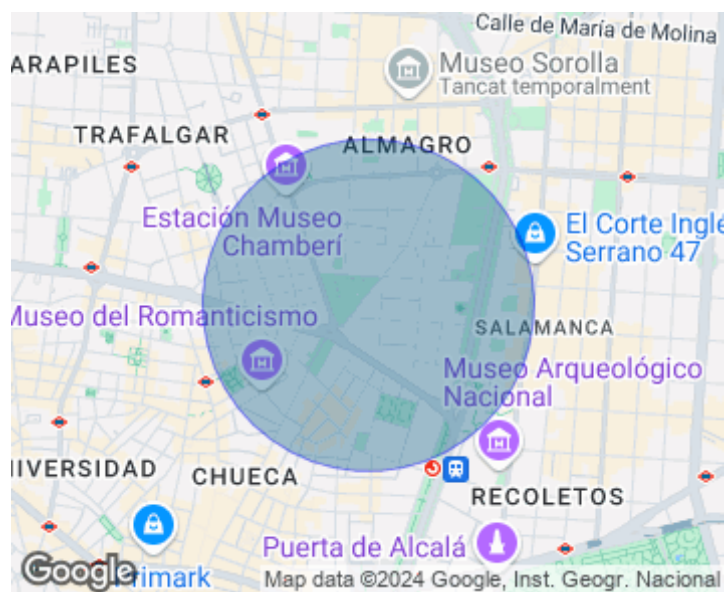 Calle de María de Molina
ARAPILES
Museo Sorolla
Tancat temporalment
TRAFALGAR
ALMAGRO
Estación Museo
Chamberí
El Corte Ingle
Serrano 47
Museo del Romanticismo
SALAMANCA
Museo Arqueológico
Nacional
NIVERSIDAD
CHUECA
RECOLETOS
Puerta de Alcalá
Primark
Google
Map data ©2024 Google, Inst. Geogr. Nacional